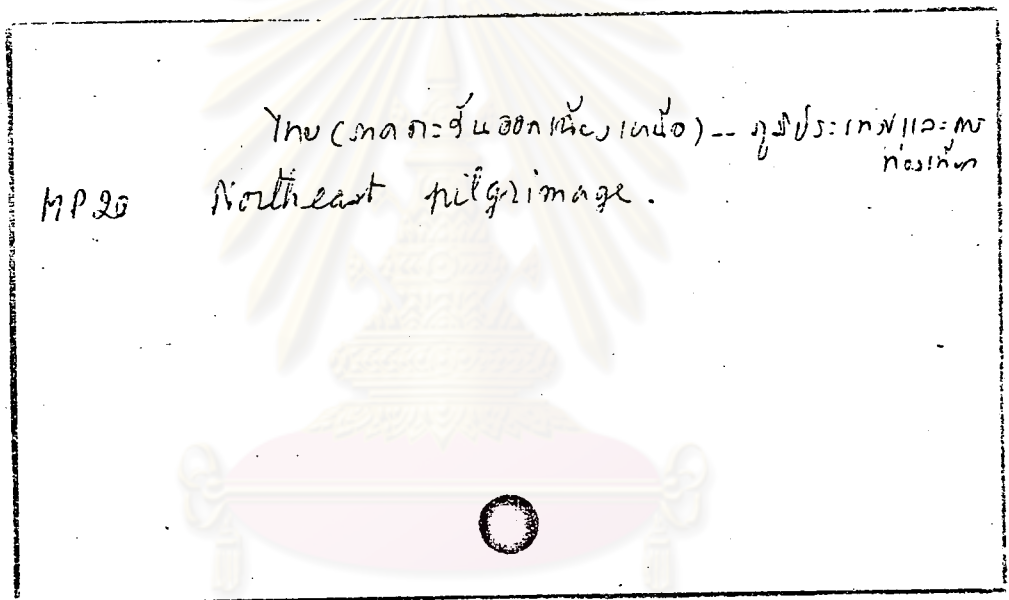 ไทย (ภาคตะวันออกเฉียงเหนือ) -- ภูมิประเทศและการ
ท่องเที่ยว
MP20 Northeast pilgrimage.